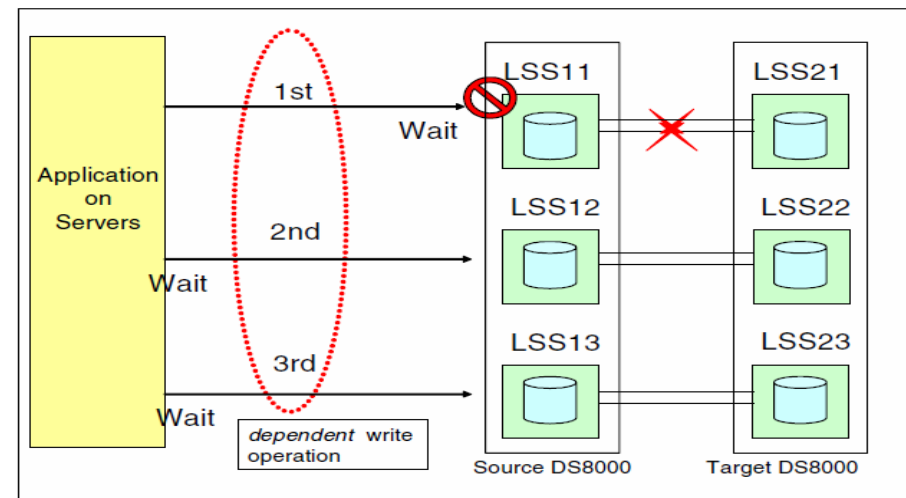 Application
on
Servers
1st
Wait
2nd
Wait
3rd
Wait
dependent write
operation
LSS11
LSS12
LSS13
Source DS8000
LSS21
LSS22
LSS23
Target DS8000